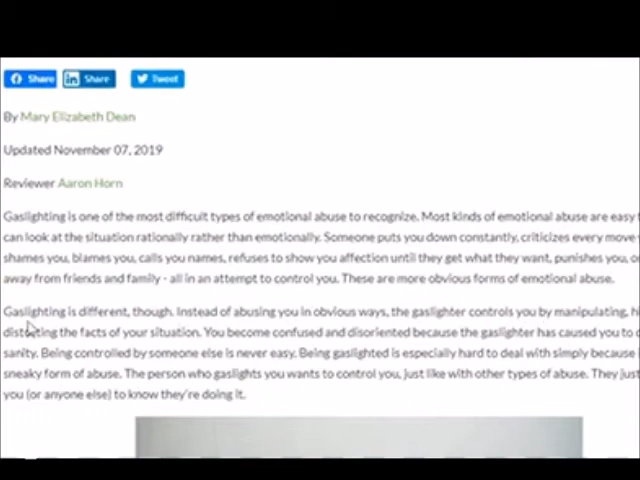 Share
Share
Tweet
By Mary Elizabeth Dean
Updated November 07, 2019
Reviewer Aaron Horn
Gaslighting is one of the most difficult types of emotional abuse to recognize. Most kinds of emotional abuse are easy
can look at the situation rationally rather than emotionally. Someone puts you down constantly, criticizes every move
shames you, blames you, calls you names, refuses to show you affection until they get what they want, punishes you,
away from friends and family - all in an attempt to control you. These are more obvious forms of emotional abuse.
Gaslighting is different, though. Instead of abusing you in obvious ways, the gaslighter controls you by manipulating,
distorting the facts of your situation. You become confused and disoriented because the gaslighter has caused you to
sanity. Being controlled by someone else is never easy. Being gaslighted is especially hard to deal with simply because
sneaky form of abuse. The person who gaslights you wants to control you, just like with other types of abuse. They just
you (or anyone else) to know they're doing it.